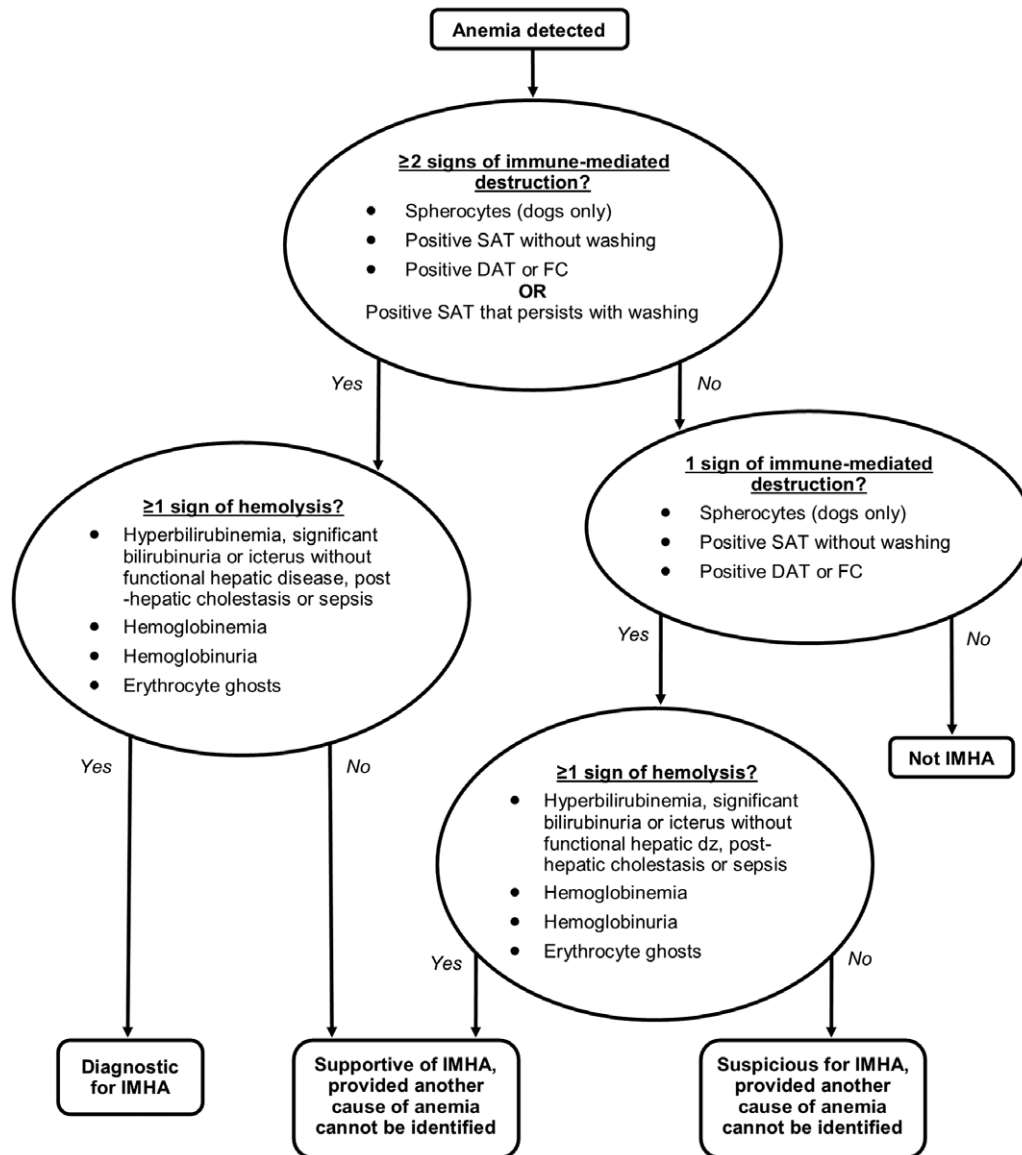 Anemia detected
≥2 signs of immune-mediated
destruction?
● Spherocytes (dogs only)
● Positive SAT without washing
● Positive DAT or FC
OR
Positive SAT that persists with washing
Yes
No
≥1 sign of hemolysis?
● Hyperbilirubinemia, significant
bilirubinuria or icterus without
functional hepatic disease, post
-hepatic cholestasis or sepsis
● Hemoglobinemia
● Hemoglobinuria
● Erythrocyte ghosts
1 sign of immune-mediated
destruction?
● Spherocytes (dogs only)
● Positive SAT without washing
● Positive DAT or FC
Yes
No
Not IMHA
Yes
No
≥1 sign of hemolysis?
● Hyperbilirubinemia, significant
bilirubinuria or icterus without
functional hepatic dz, post-
hepatic cholestasis or sepsis
● Hemoglobinemia
● Hemoglobinuria
● Erythrocyte ghosts
Yes
No
Diagnostic
for IMHA
Supportive of IMHA,
provided another
cause of anemia
cannot be identified
Suspicious for IMHA,
provided another
cause of anemia
cannot be identified